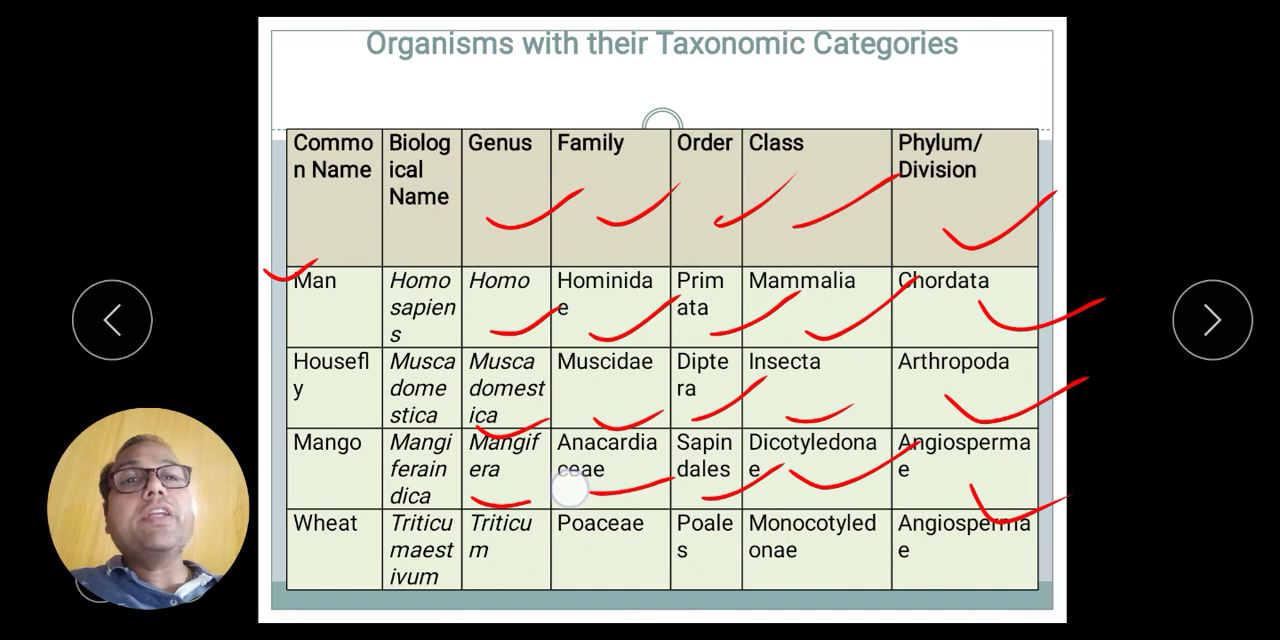 Organisms with their Taxonomic Categories
Commo
n Name
Biolog
ical
Name
Genus
Family
Order
Class
Phylum/
Division
Man
Homo
sapien
s
Homo
Hominida
e
Prim
ata
Mammalia
Chordata
Housefl
y
Musca
dome
stica
Musca
domest
ica
Muscidae
Dipte
ra
Insecta
Arthropoda
Mango
Mangi
ferain
dica
Mangif
era
Anacardia
ceae
Sapin
dales
Dicotyledona
e
Angiosperma
e
Wheat
Triticu
maest
ivum
Triticu
m
Poaceae
Poale
s
Monocotyled
onae
Angiosperma
e